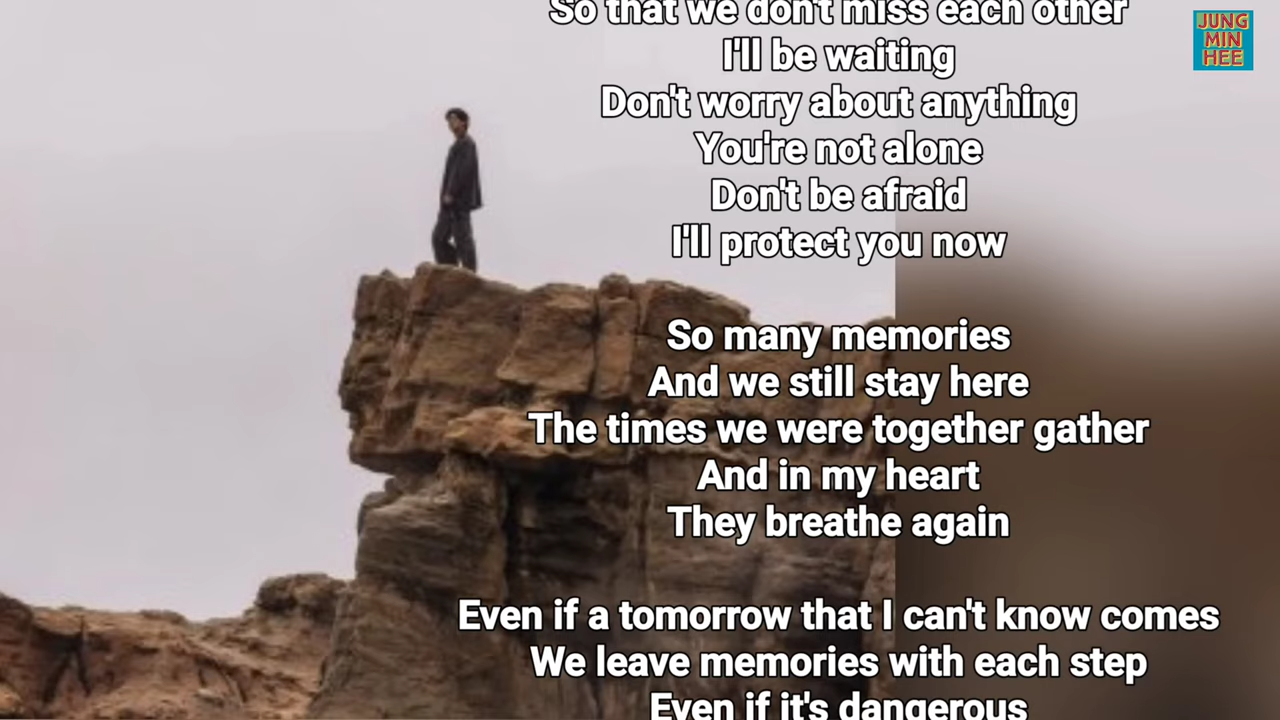 So that we don't miss each other
I'll be waiting
Don't worry about anything
You're not alone
Don't be afraid
I'll protect you now
So many memories
And we still stay here
The times we were together gather
And in my heart
They breathe again
Even if a tomorrow that I can't know comes
We leave memories with each step
Even if it's dangerous
JUNG
MIN
HEE